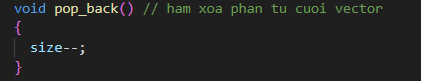 void pop_back() // ham xoa phan tu cuoi vector
{
size--;
}